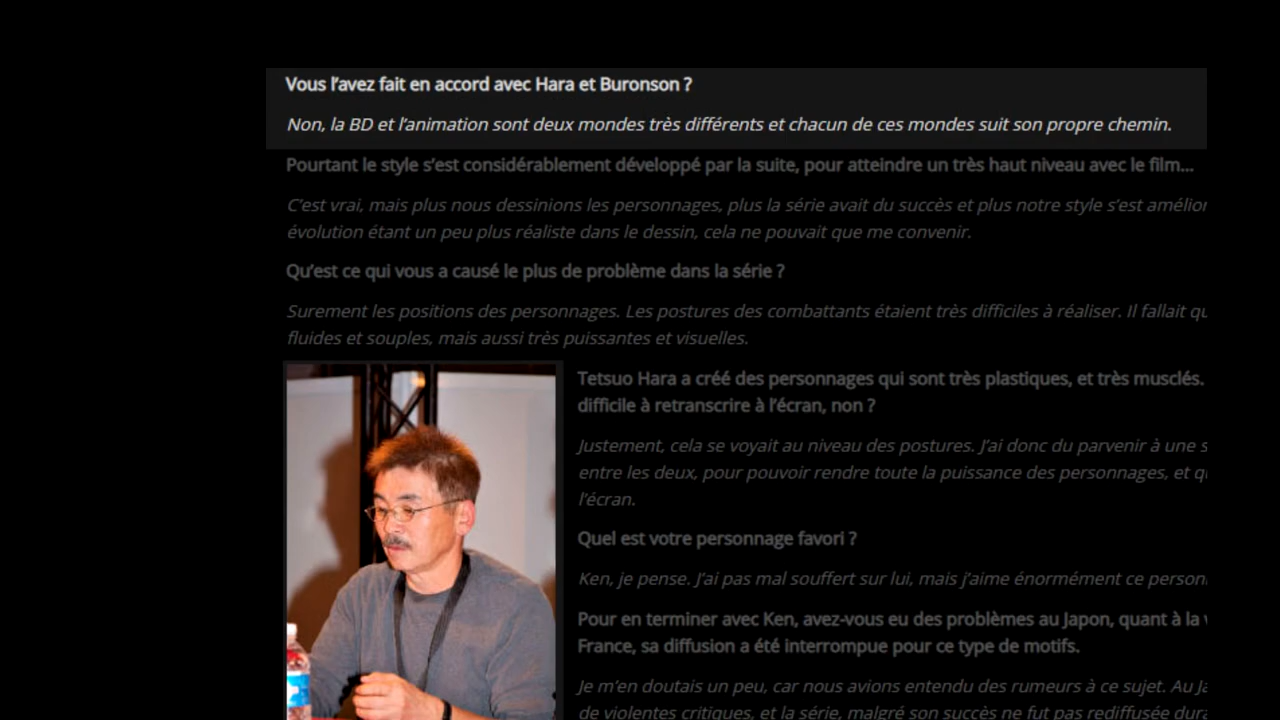 Vous l'avez fait en accord avec Hara et Buronson ?
Non, la BD et l'animation sont deux mondes très différents et chacun de ces mondes suit son propre chemin.
Pourtant le style s'est considérablement développé par la suite, pour atteindre un très haut niveau avec le film...
C'est vrai, mais plus nous dessinions les personnages, plus la série avait du succès et plus notre style s'est
évolution étant un peu plus réaliste dans le dessin, cela ne pouvait que me convenir.
Qu'est ce qui vous a causé le plus de problème dans la série ?
Surement les positions des personnages. Les postures des combattants étaient très difficiles à réaliser. Il fallait
fluides et souples, mais aussi très puissantes et visuelles.
Tetsuo Hara a créé des personnages qui sont très plastiques, et très musclés.
difficile à retranscrire à l'écran, non ?
Justement, cela se voyait au niveau des postures. J'ai donc du parvenir à une
entre les deux, pour pouvoir rendre toute la puissance des personnages, et
l'écran.
Quel est votre personnage favori ?
Ken, je pense. J'ai pas mal souffert sur lui, mais j'aime énormément ce
Pour en terminer avec Ken, avez-vous eu des problèmes au Japon, quant à la
France, sa diffusion a été interrompue pour ce type de motifs.
Je m'en doutais un peu, car nous avions entendu des rumeurs à ce sujet. Au
de violentes critiques, et la série, malgré son succès ne fut pas rediffusée